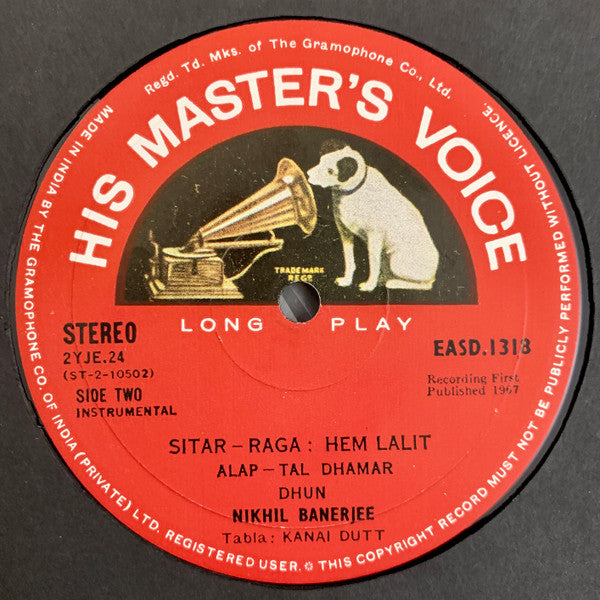 Regd. Td. Mks. of The Gramophone Co., Ltd.
HIS MASTER'S VOICE
TRADEMARK
REGD
LONG PLAY
STEREO
2YJE.24
(ST-2-10502)
SIDE TWO
INSTRUMENTAL
EASD.1318
Recording First
Published 1967
SITAR - RAGA : HEM LALIT
ALAP - TAL DHAMAR
DHUN
NIKHIL BANERJEE
Tabla: KANAI DUTT
MADE IN INDIA BY THE GRAMOPHONE CO. OF INDIA (PRIVATE) LTD. REGISTERED USER. ✲ THIS COPYRIGHT RECORD MUST NOT BE PUBLICLY PERFORMED WITHOUT LICENCE.